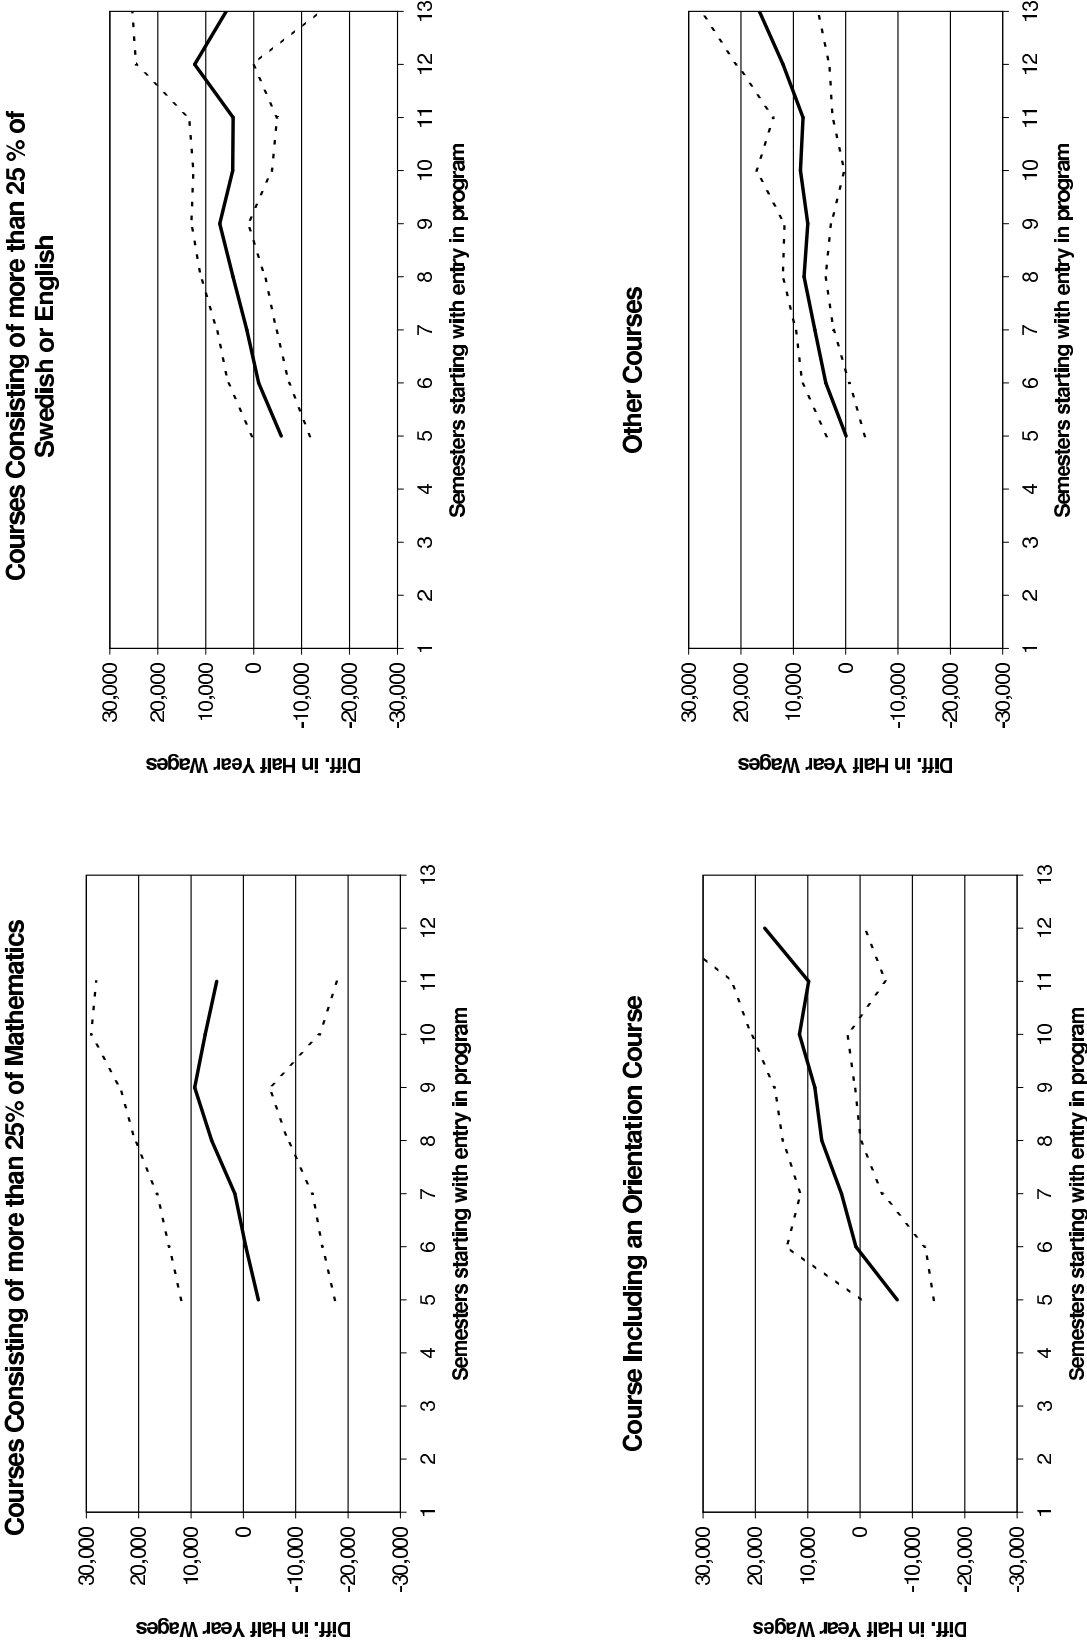 Courses Consisting of more than 25% of Mathematics
Diff. in Half Year Wages
30,000
20,000
10,000
0
-10,000
-20,000
-30,000
1 2 3 4 5 6 7 8 9 10 11 12 13
Semesters starting with entry in program
Courses Consisting of more than 25 % of
Swedish or English
Diff. in Half Year Wages
30,000
20,000
10,000
0
-10,000
-20,000
-30,000
1 2 3 4 5 6 7 8 9 10 11 12 13
Semesters starting with entry in program
Course Including an Orientation Course
Diff. in Half Year Wages
30,000
20,000
10,000
0
-10,000
-20,000
-30,000
1 2 3 4 5 6 7 8 9 10 11 12 13
Semesters starting with entry in program
Other Courses
Diff. in Half Year Wages
30,000
20,000
10,000
0
-10,000
-20,000
-30,000
1 2 3 4 5 6 7 8 9 10 11 12 13
Semesters starting with entry in program